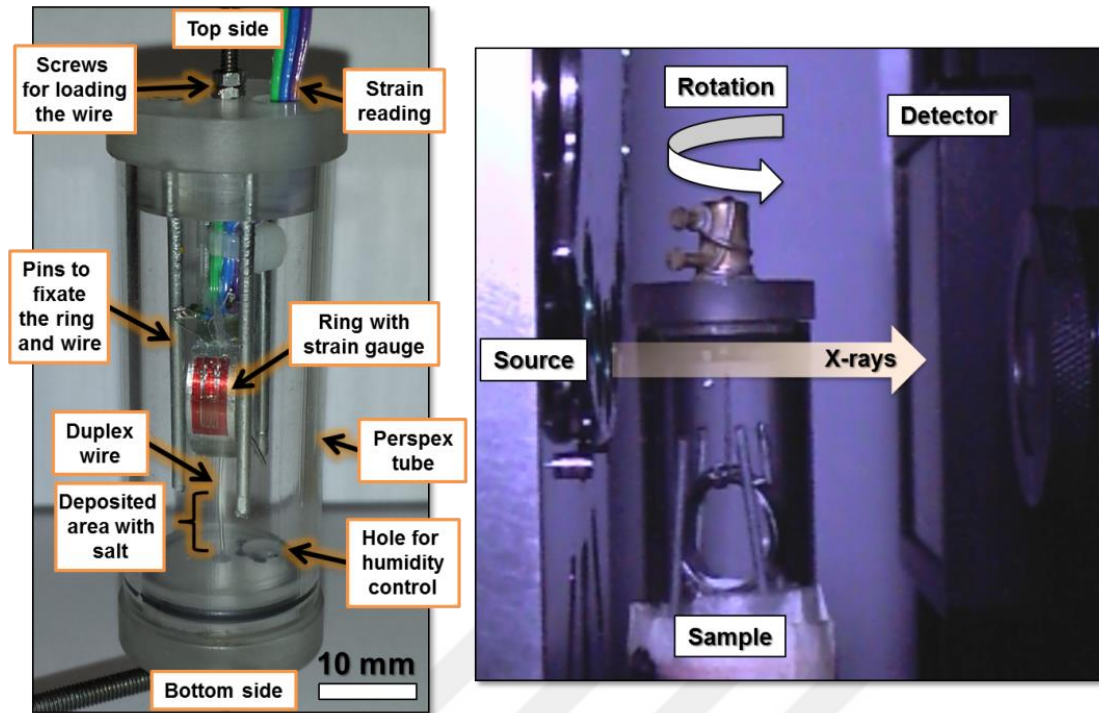 Top side
Screws
for loading
the wire
Strain
reading
Pins to
fixate
the ring
and wire
Ring with
strain gauge
Duplex
wire
Perspex
tube
Deposited
area with
salt
Hole for
humidity
control
10 mm
Bottom side
Rotation
Detector
Source
X-rays
Sample